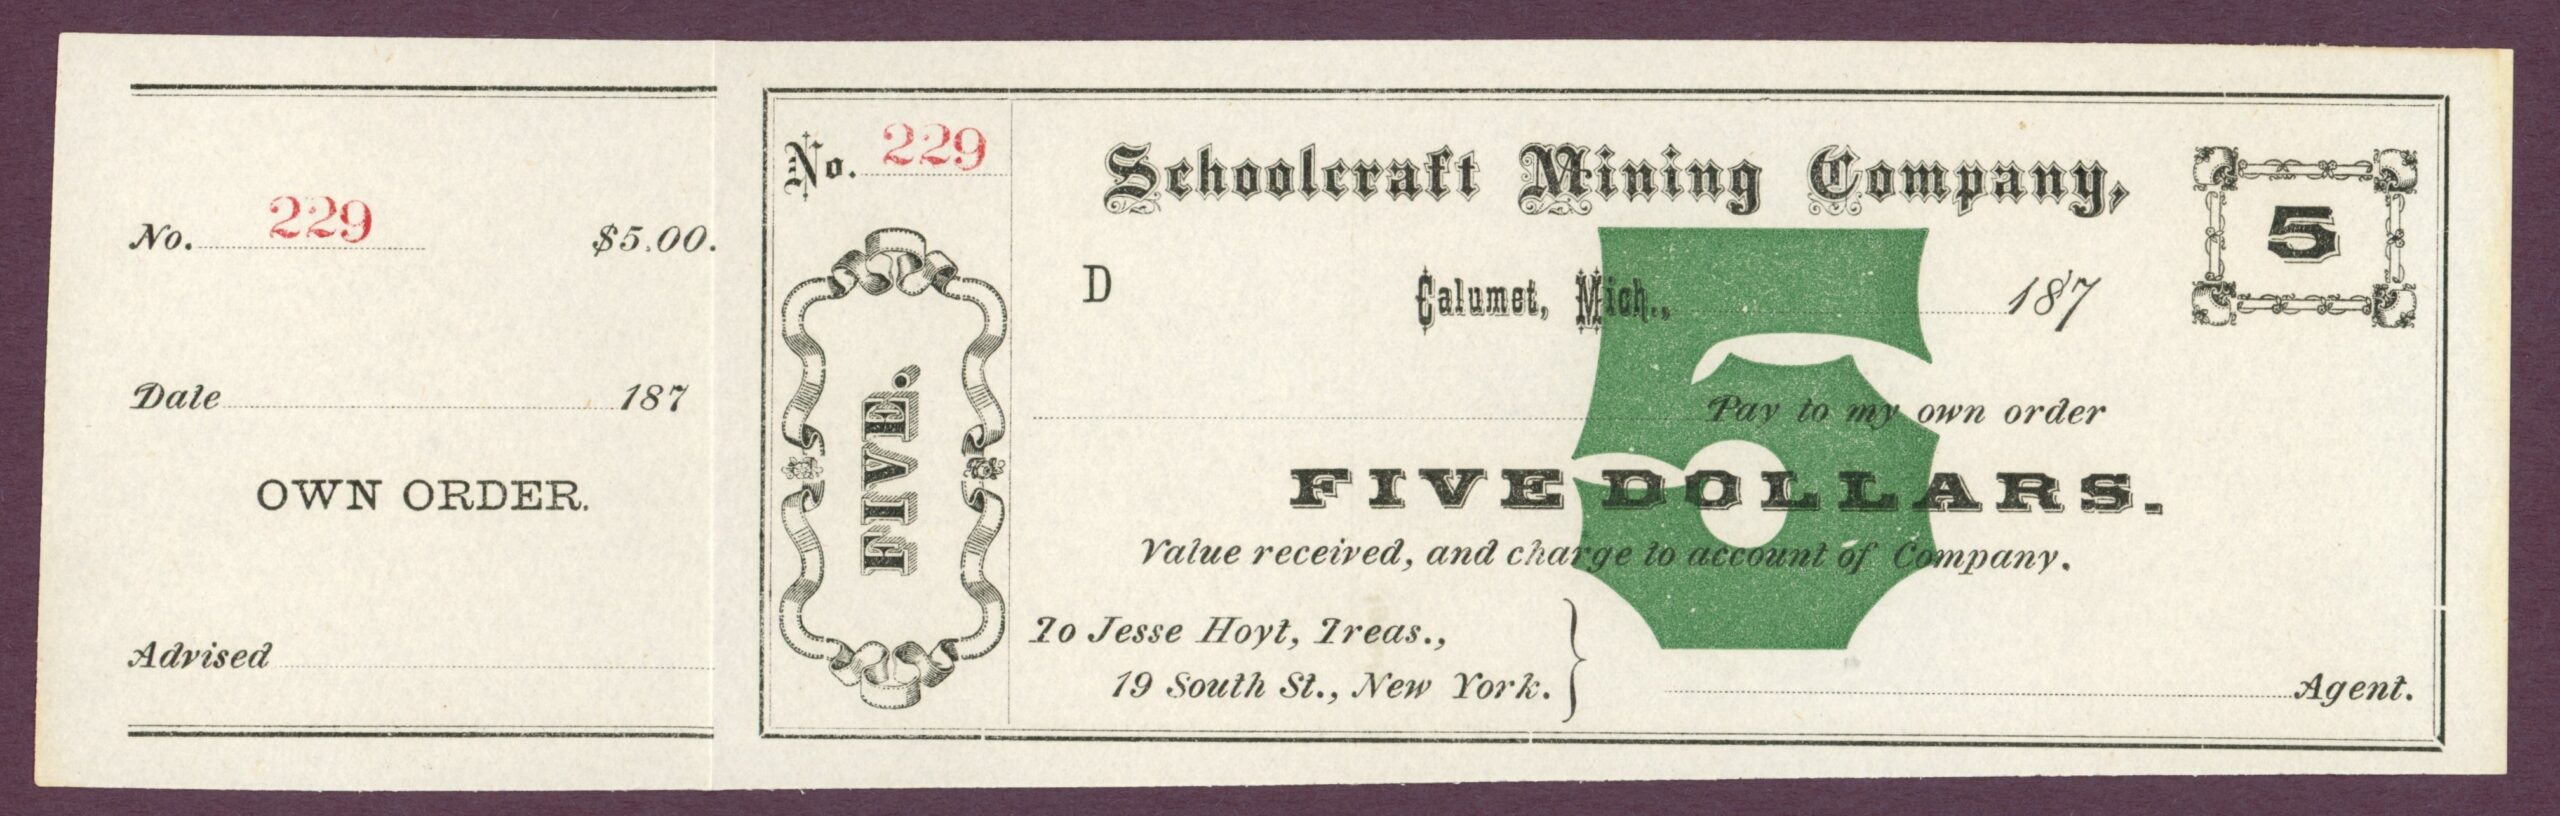 No. 229 $5.00.
Date 187
OWN ORDER.
Advised
No. 229
FIVE.
Schoolcraft Mining Company,
5
D Calumet, Mich., 187
5
Pay to my own order
FIVE DOLLARS.
Value received, and charge to account of Company.
To Jesse Hoyt, Treas.,
19 South St., New York.
Agent.